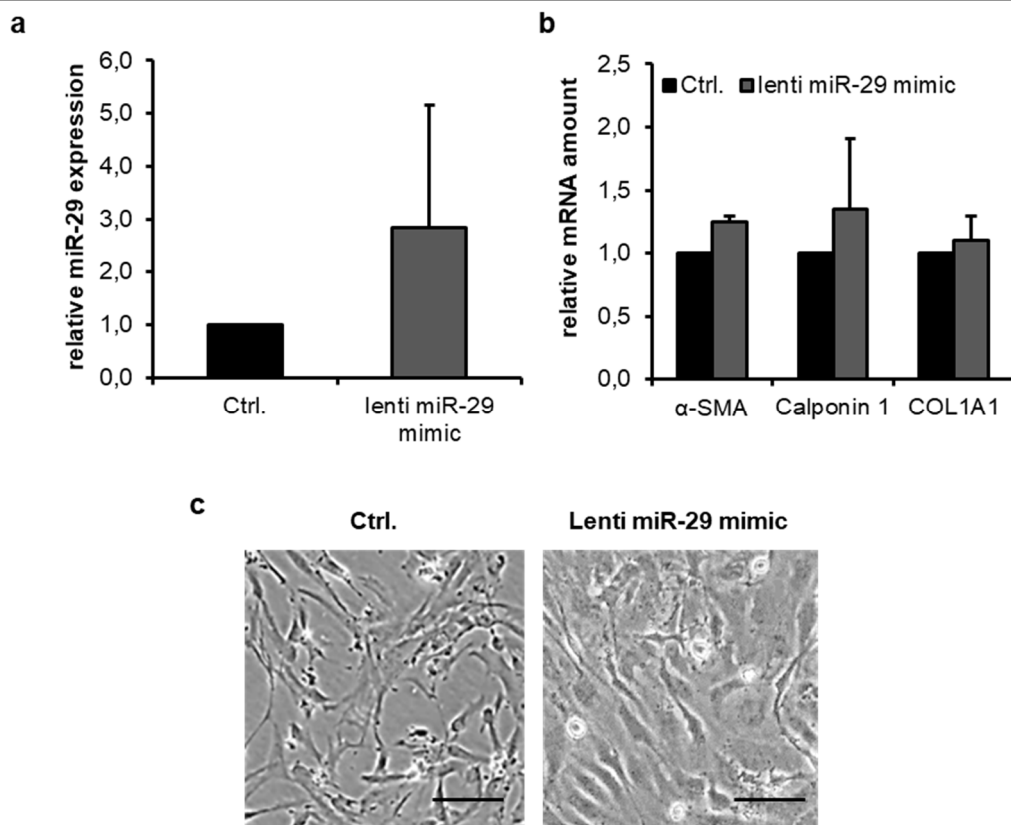 a
relative miR-29 expression
6,0
5,0
4,0
3,0
2,0
1,0
0,0
Ctrl.
lenti miR-29
mimic
b
relative mRNA amount
2,5
2,0
1,5
1,0
0,5
0,0
Ctrl.
lenti miR-29 mimic
α-SMA
Calponin 1
COL1A1
c
Ctrl.
Lenti miR-29 mimic